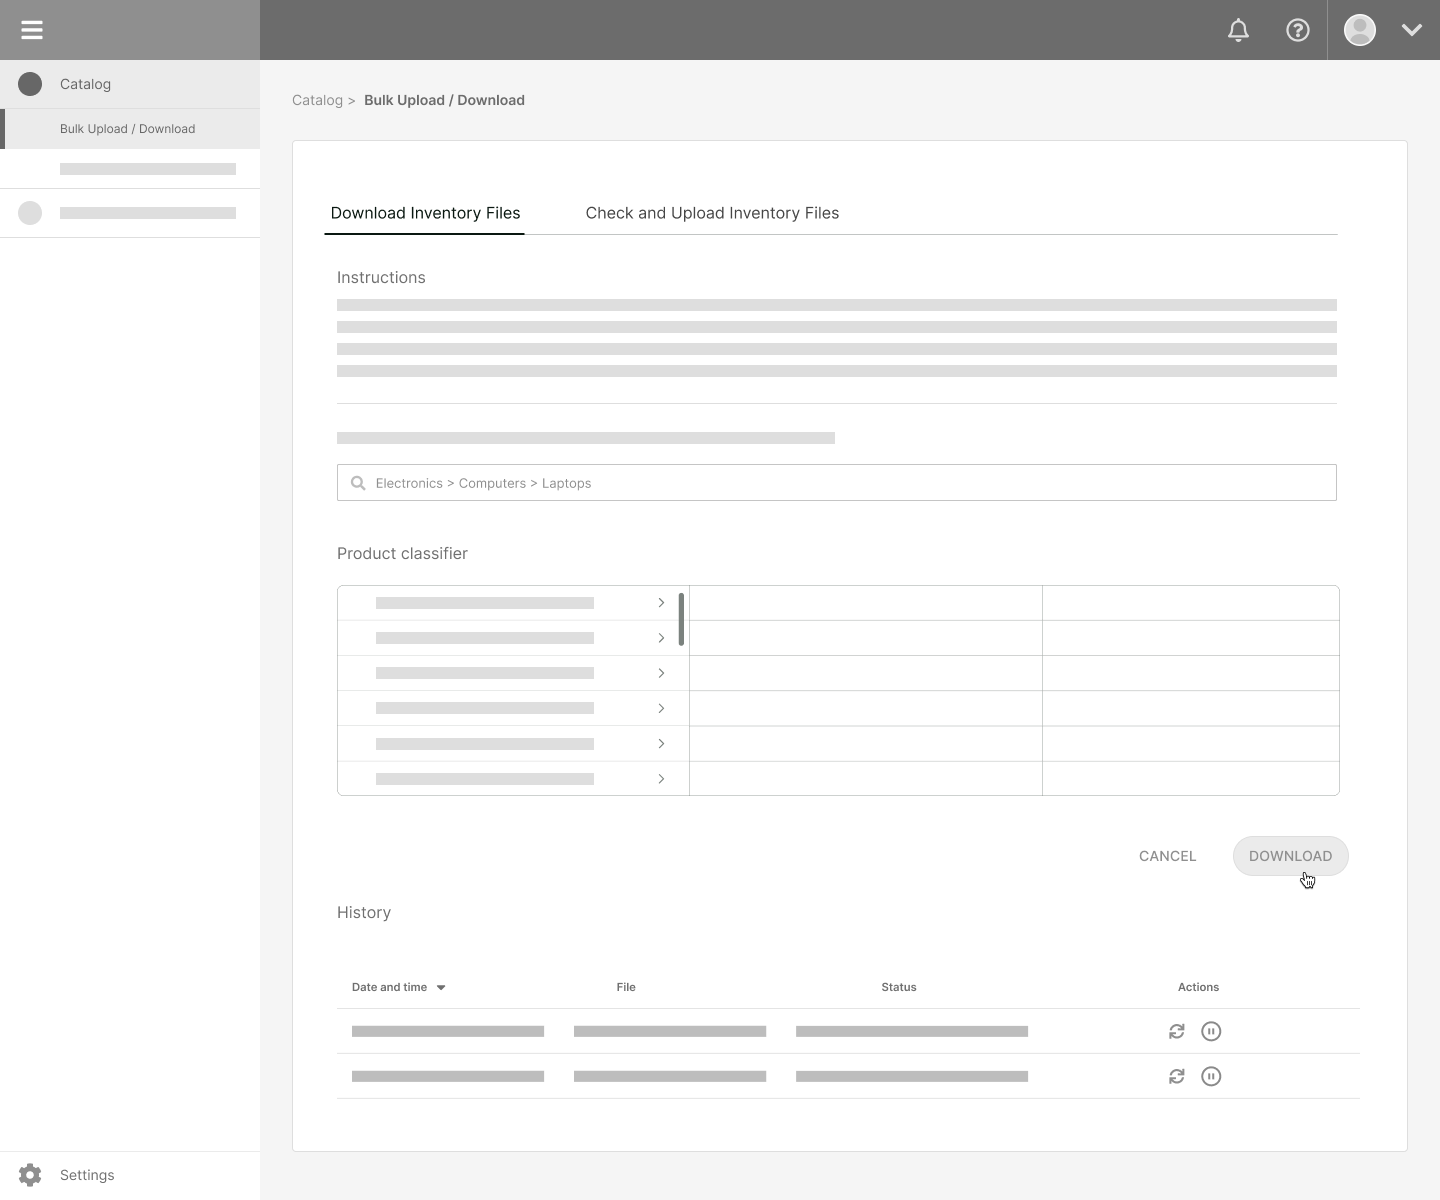 Catalog
Bulk Upload / Download
Settings
Catalog > Bulk Upload / Download
Download Inventory Files
Check and Upload Inventory Files
Instructions
Electronics > Computers > Laptops
Product classifier
CANCEL
DOWNLOAD
History
Date and time
File
Status
Actions